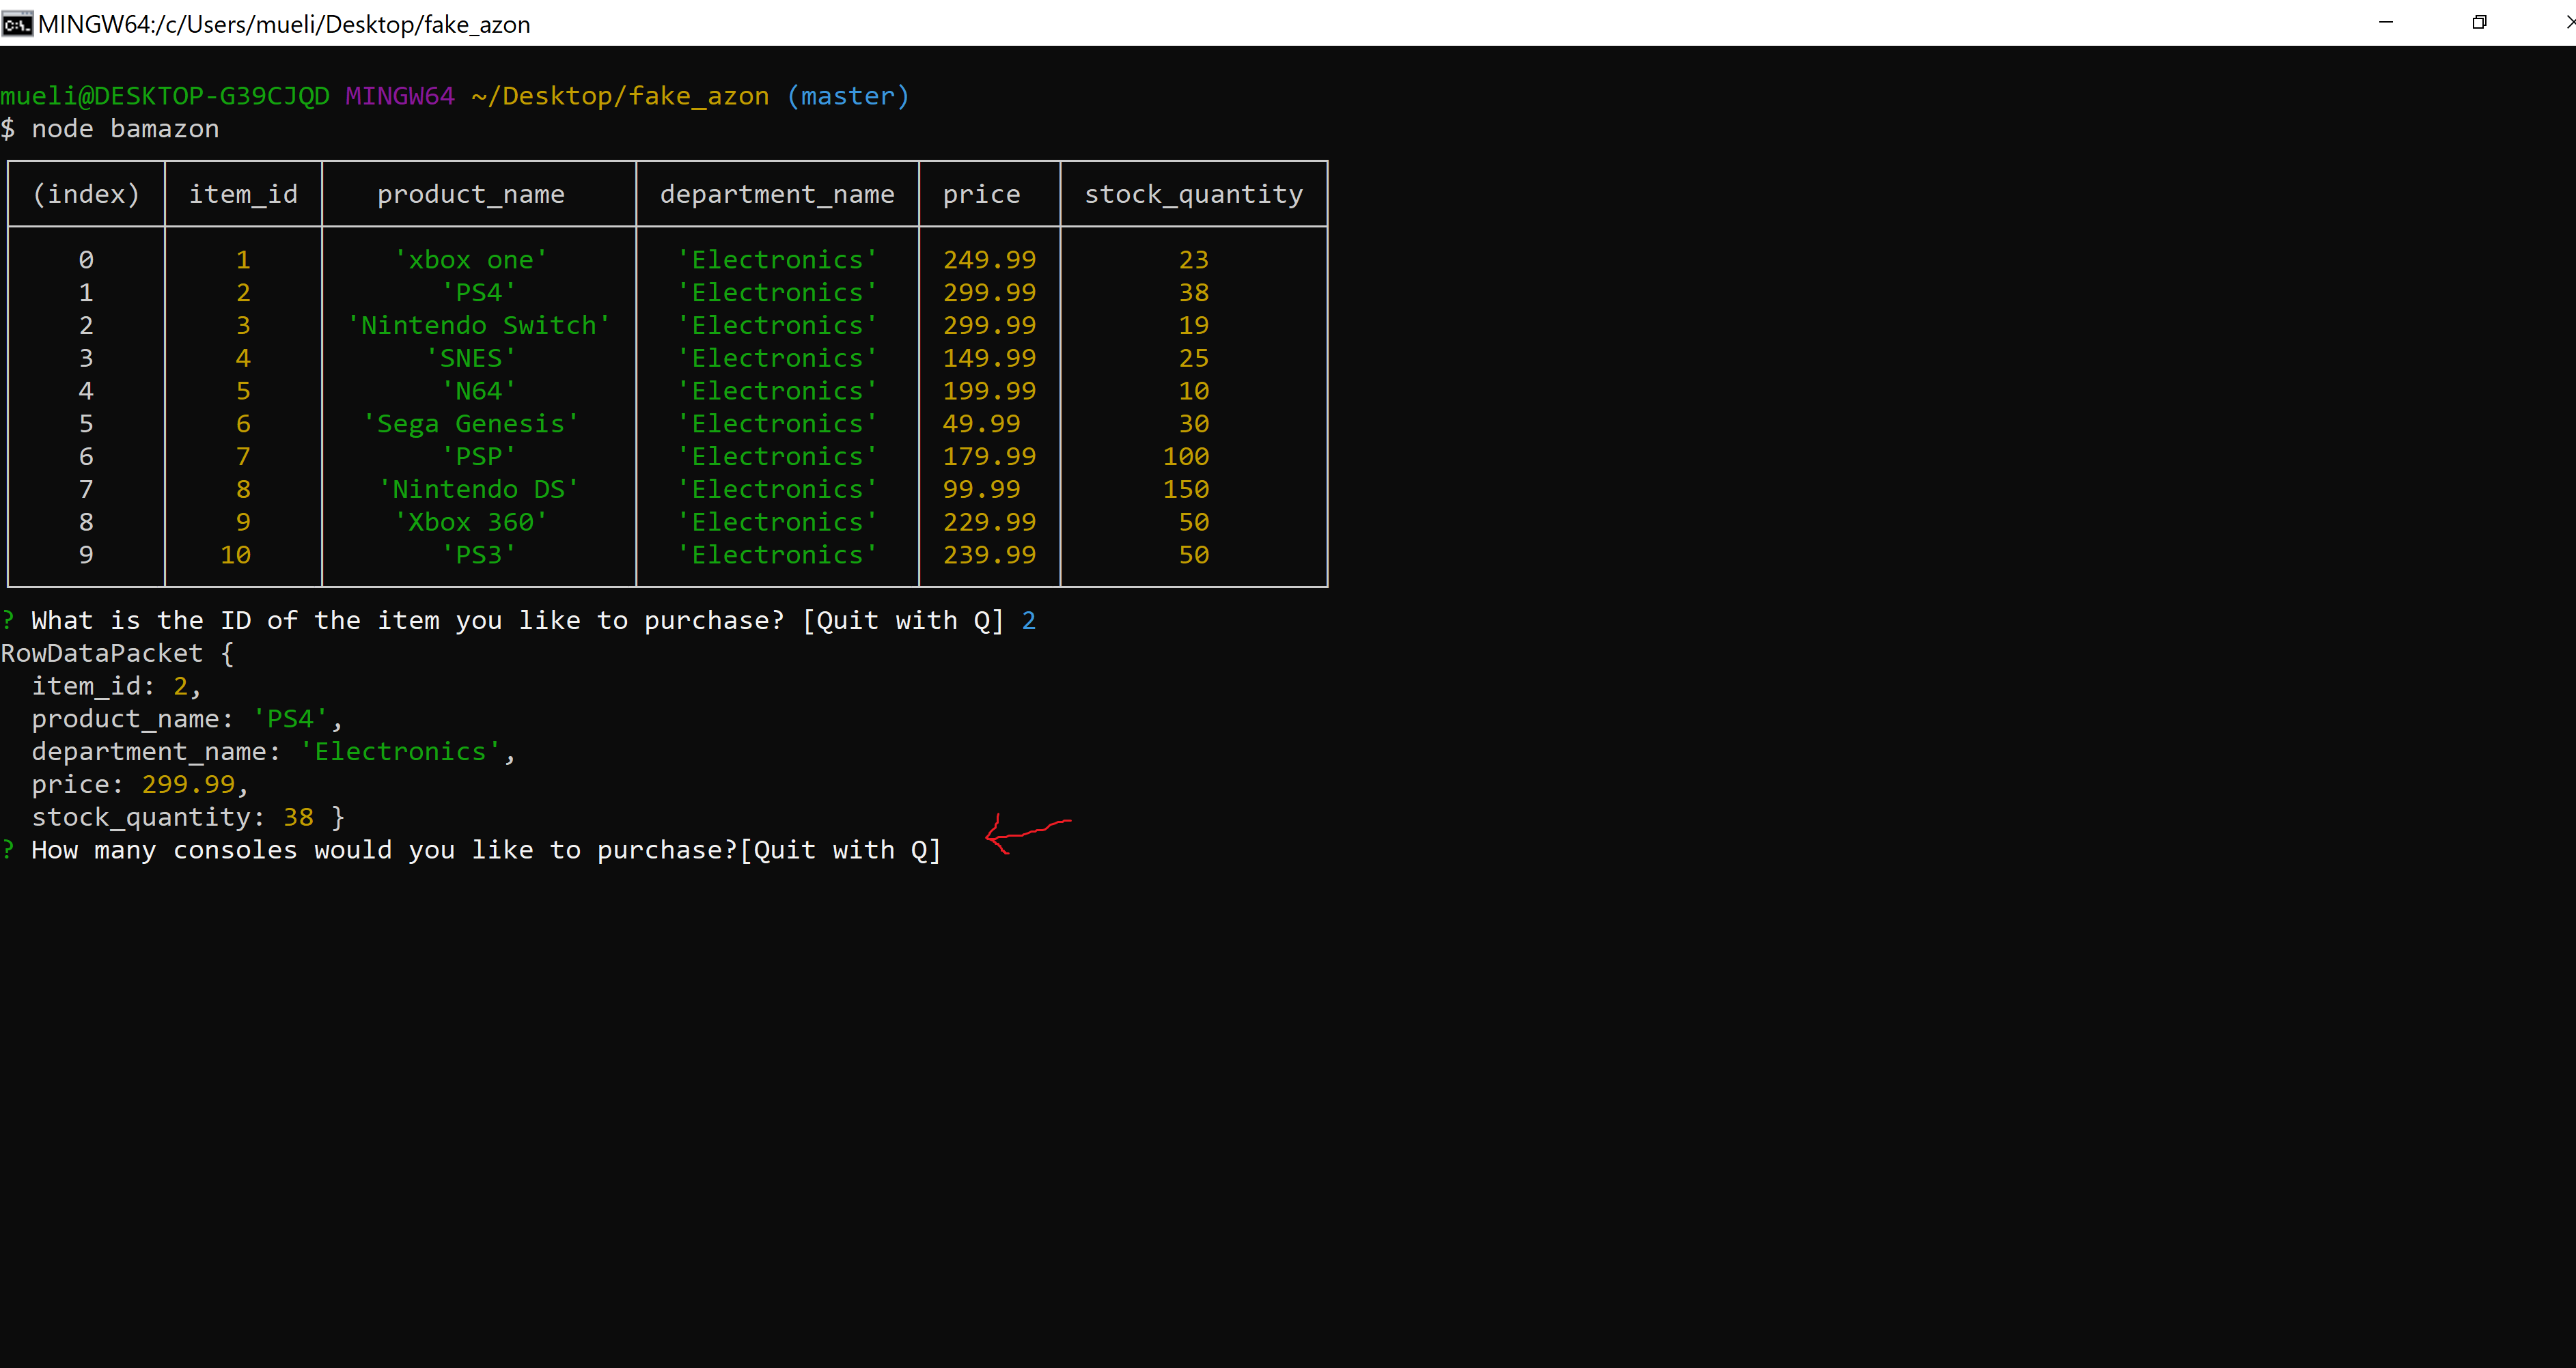 MINGW64:/c/Users/mueli/Desktop/fake_azon
mueli@DESKTOP-G39CJQD MINGW64 ~/Desktop/fake_azon (master)
$ node bamazon
(index) item_id product_name department_name price stock_quantity
0 1 'xbox one' 'Electronics' 249.99 23
1 2 'PS4' 'Electronics' 299.99 38
2 3 'Nintendo Switch' 'Electronics' 299.99 19
3 4 'SNES' 'Electronics' 149.99 25
4 5 'N64' 'Electronics' 199.99 10
5 6 'Sega Genesis' 'Electronics' 49.99 30
6 7 'PSP' 'Electronics' 179.99 100
7 8 'Nintendo DS' 'Electronics' 99.99 150
8 9 'Xbox 360' 'Electronics' 229.99 50
9 10 'PS3' 'Electronics' 239.99 50
? What is the ID of the item you like to purchase? [Quit with Q] 2
RowDataPacket {
item_id: 2,
product_name: 'PS4',
department_name: 'Electronics',
price: 299.99,
stock_quantity: 38 }
? How many consoles would you like to purchase?[Quit with Q]